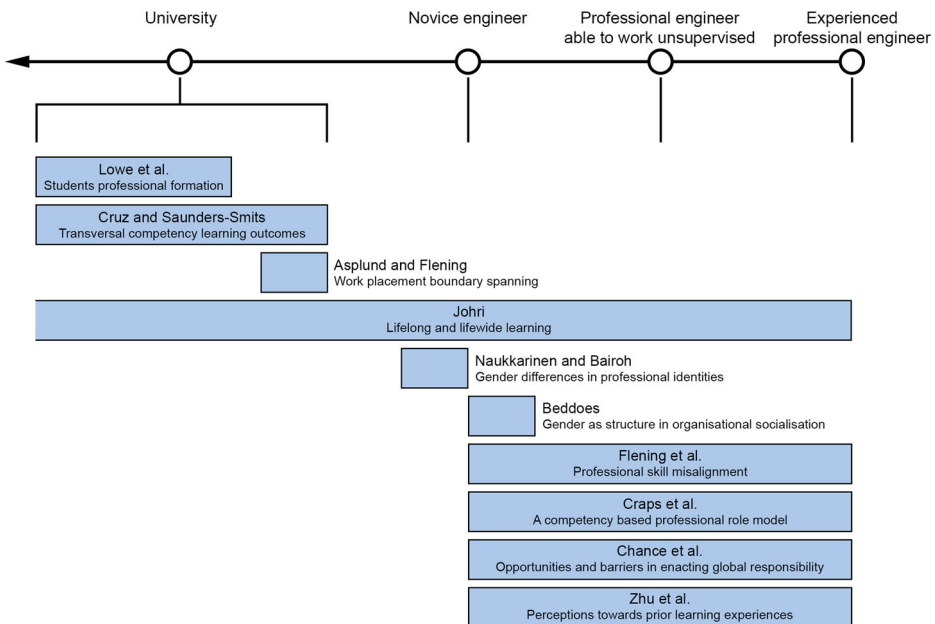 University
Novice engineer
Professional engineer
able to work unsupervised
Experienced
professional engineer
Lowe et al.
Students professional formation
Cruz and Saunders-Smits
Transversal competency learning outcomes
Asplund and Flening
Work placement boundary spanning
Johri
Lifelong and lifewide learning
Naukkarinen and Bairoh
Gender differences in professional identities
Beddoes
Gender as structure in organisational socialisation
Flening et al.
Professional skill misalignment
Craps et al.
A competency based professional role model
Chance et al.
Opportunities and barriers in enacting global responsibility
Zhu et al.
Perceptions towards prior learning experiences